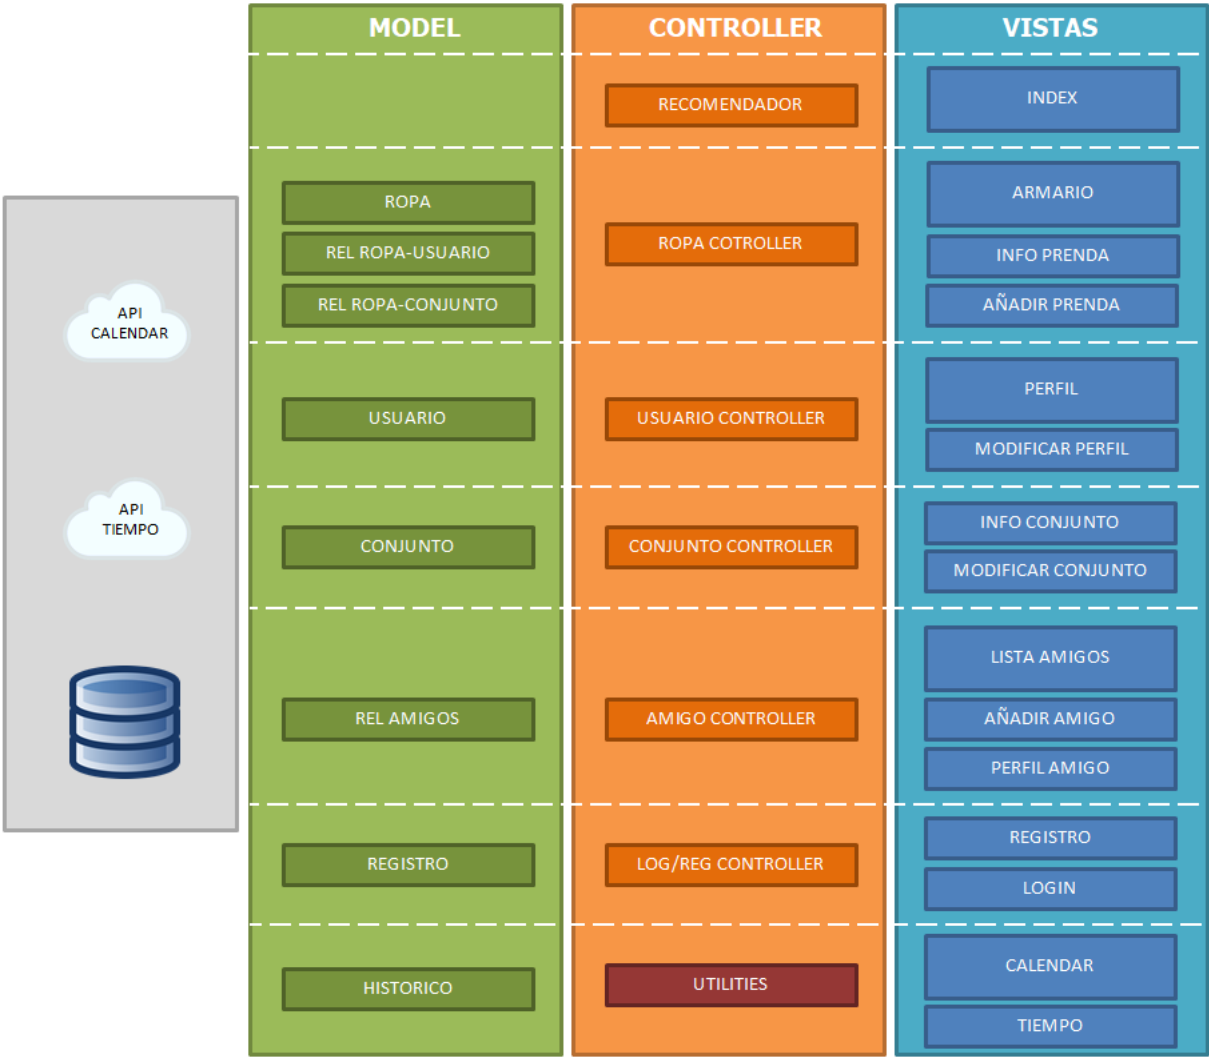 MODEL
CONTROLLER
VISTAS
RECOMENDADOR
INDEX
ROPA
REL ROPA-USUARIO
REL ROPA-CONJUNTO
ROPA COTROLLER
ARMARIO
INFO PRENDA
AÑADIR PRENDA
API
CALENDAR
USUARIO
USUARIO CONTROLLER
PERFIL
MODIFICAR PERFIL
API
TIEMPO
CONJUNTO
CONJUNTO CONTROLLER
INFO CONJUNTO
MODIFICAR CONJUNTO
REL AMIGOS
AMIGO CONTROLLER
LISTA AMIGOS
AÑADIR AMIGO
PERFIL AMIGO
REGISTRO
LOG/REG CONTROLLER
REGISTRO
LOGIN
HISTORICO
UTILITIES
CALENDAR
TIEMPO